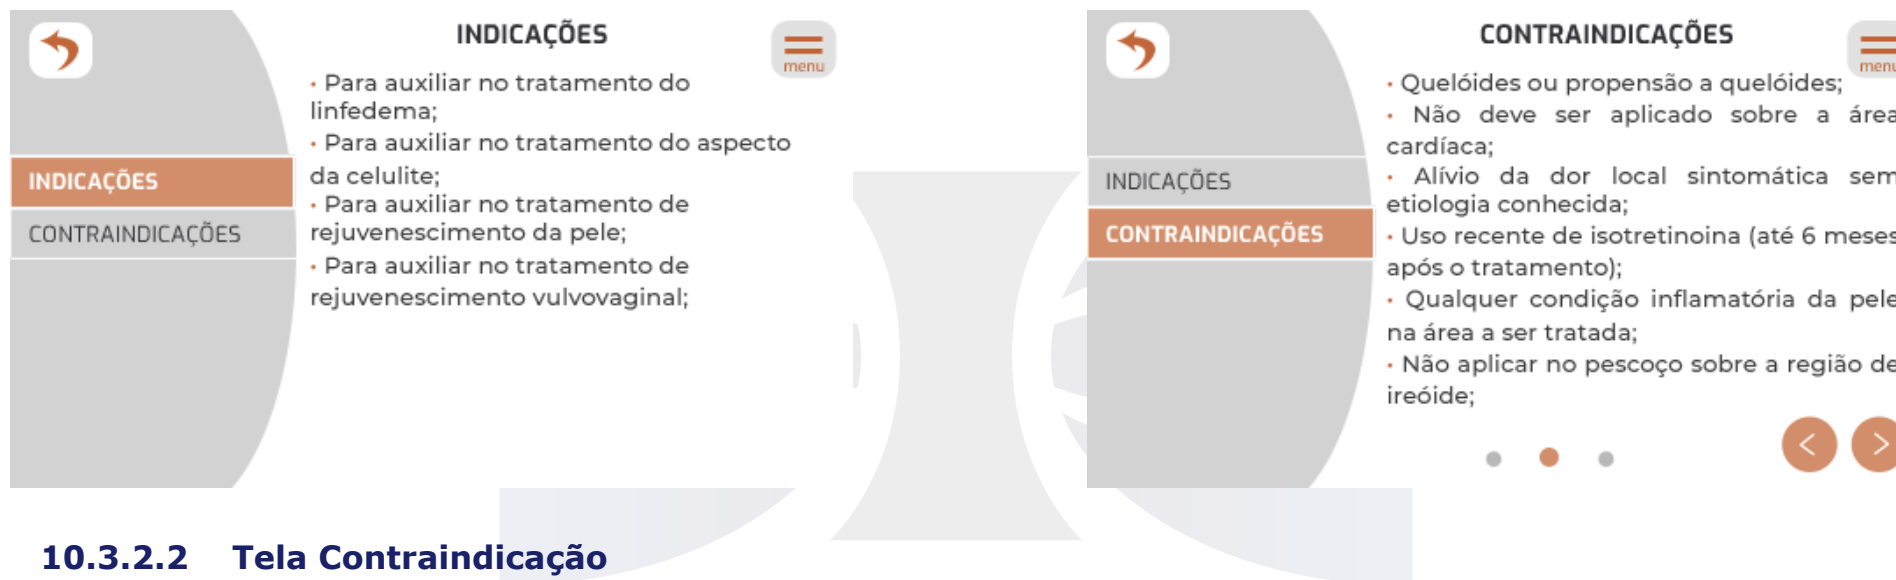 INDICAÇÕES
menu
• Para auxiliar no tratamento do
linfedema;
• Para auxiliar no tratamento do aspecto
da celulite;
• Para auxiliar no tratamento de
rejuvenescimento da pele;
• Para auxiliar no tratamento de
rejuvenescimento vulvovaginal;
INDICAÇÕES
CONTRAINDICAÇÕES
CONTRAINDICAÇÕES
menu
• Quelóides ou propensão a quelóides;
• Não deve ser aplicado sobre a área
cardíaca;
• Alívio da dor local sintomática sem
etiologia conhecida;
• Uso recente de isotretinoina (até 6 meses
após o tratamento);
• Qualquer condição inflamatória da pele
na área a ser tratada;
• Não aplicar no pescoço sobre a região de
ireóide;
INDICAÇÕES
CONTRAINDICAÇÕES
10.3.2.2 Tela Contraindicação